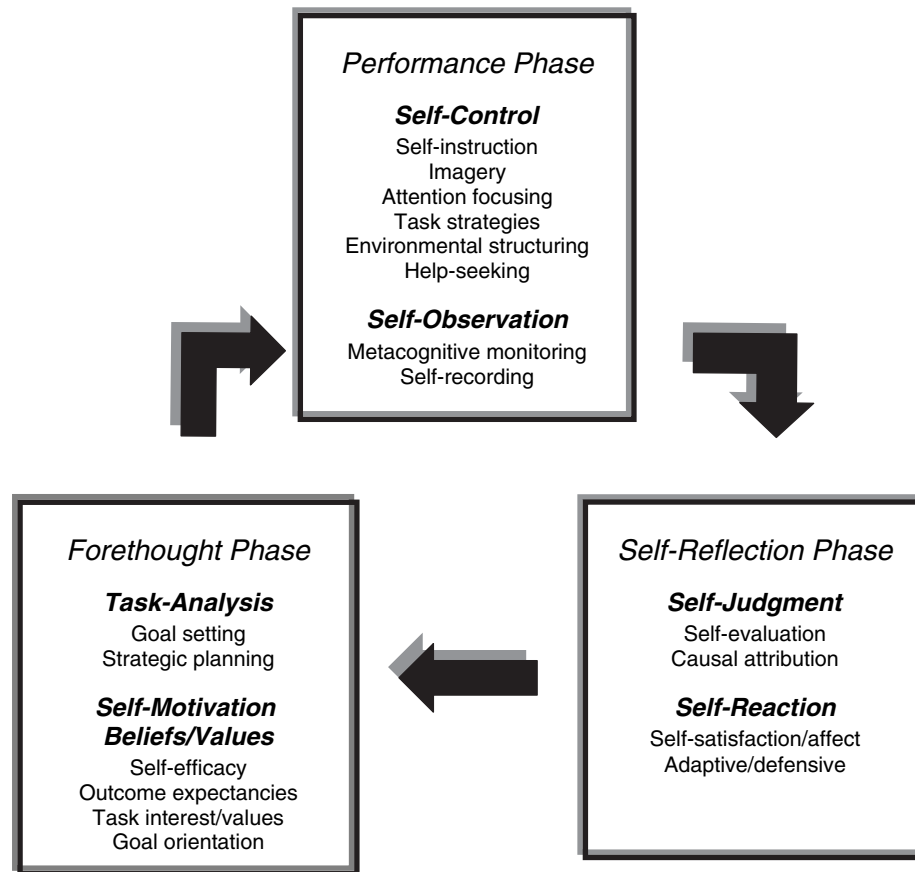 Performance Phase
Self-Control
Self-instruction
Imagery
Attention focusing
Task strategies
Environmental structuring
Help-seeking
Self-Observation
Metacognitive monitoring
Self-recording
Forethought Phase
Task-Analysis
Goal setting
Strategic planning
Self-Motivation
Beliefs/Values
Self-efficacy
Outcome expectancies
Task interest/values
Goal orientation
Self-Reflection Phase
Self-Judgment
Self-evaluation
Causal attribution
Self-Reaction
Self-satisfaction/affect
Adaptive/defensive